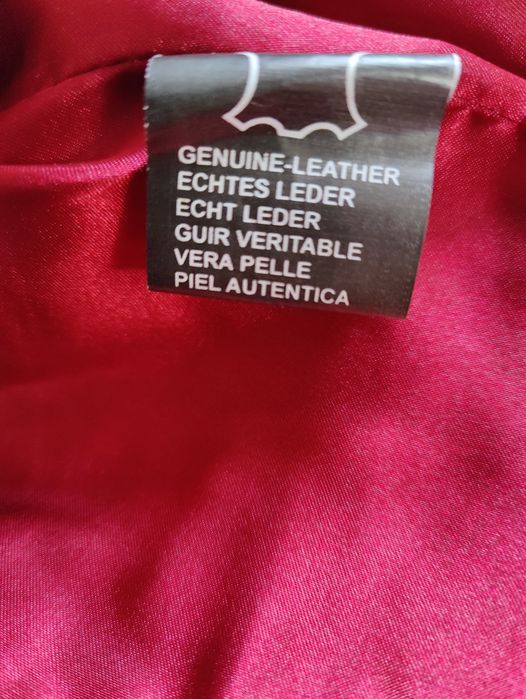 GENUINE-LEATHER
ECHTES LEDER
ECHT LEDER
GUIR VERITABLE
VERA PELLE
PIEL AUTENTICA